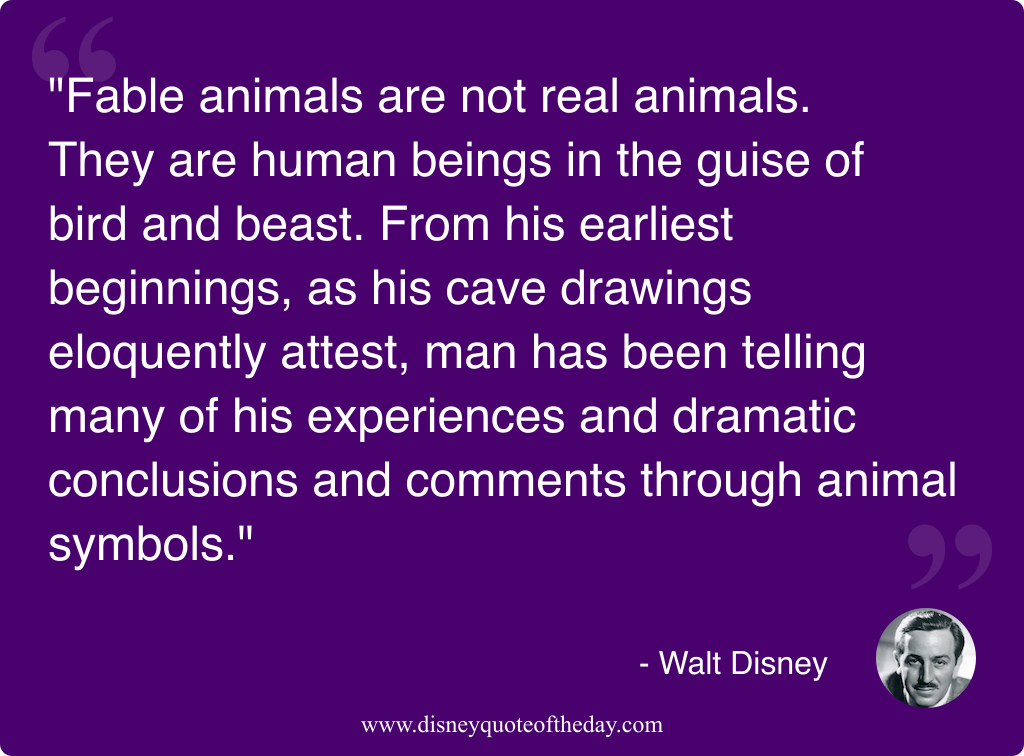 "Fable animals are not real animals.
They are human beings in the guise of
bird and beast. From his earliest
beginnings, as his cave drawings
eloquently attest, man has been telling
many of his experiences and dramatic
conclusions and comments through animal
symbols."
- Walt Disney
www.disneyquoteoftheday.com